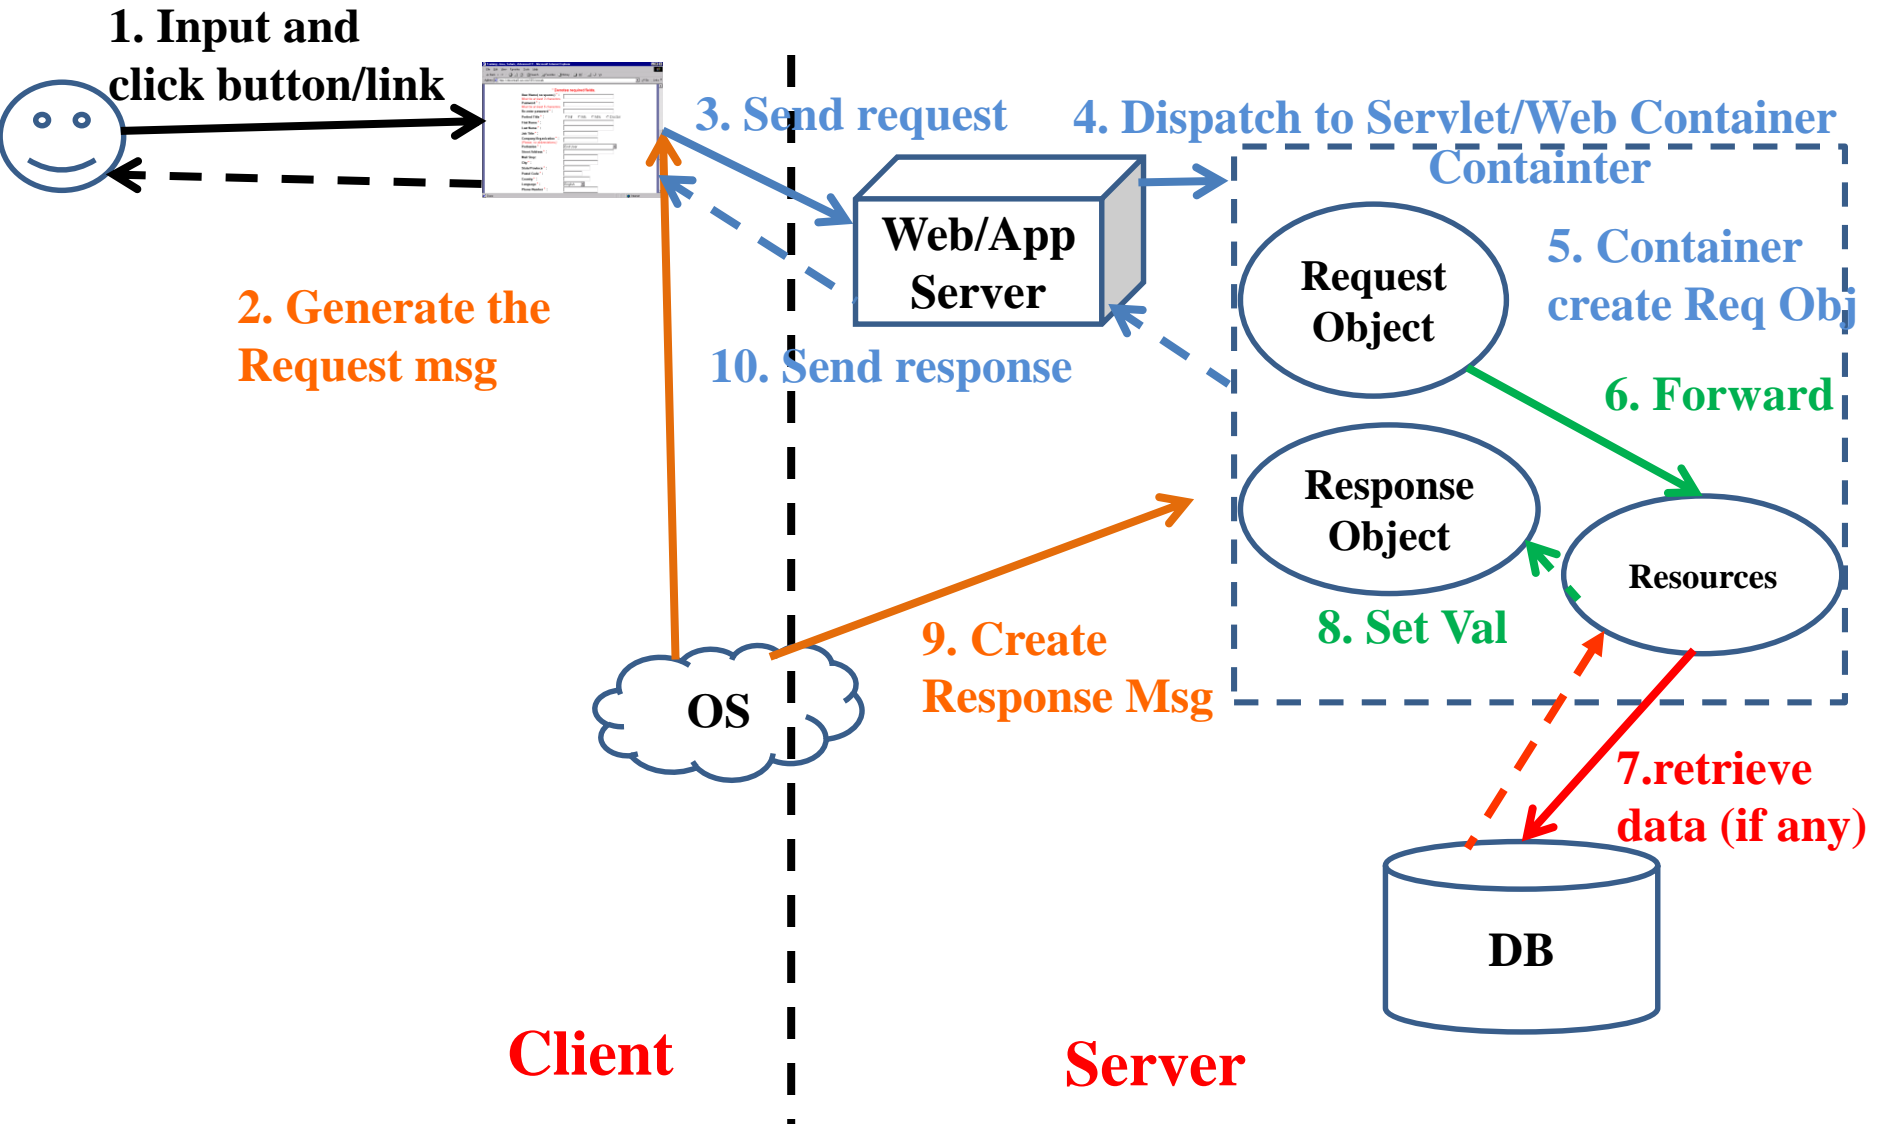 1. Input and
click button/link
3. Send request
4. Dispatch to Servlet/Web Container
Containter
Web/App
Server
Request
Object
5. Container
create Req Obj
2. Generate the
Request msg
10. Send response
6. Forward
Response
Object
Resources
8. Set Val
9. Create
Response Msg
OS
7.retrieve
data (if any)
DB
Client
Server